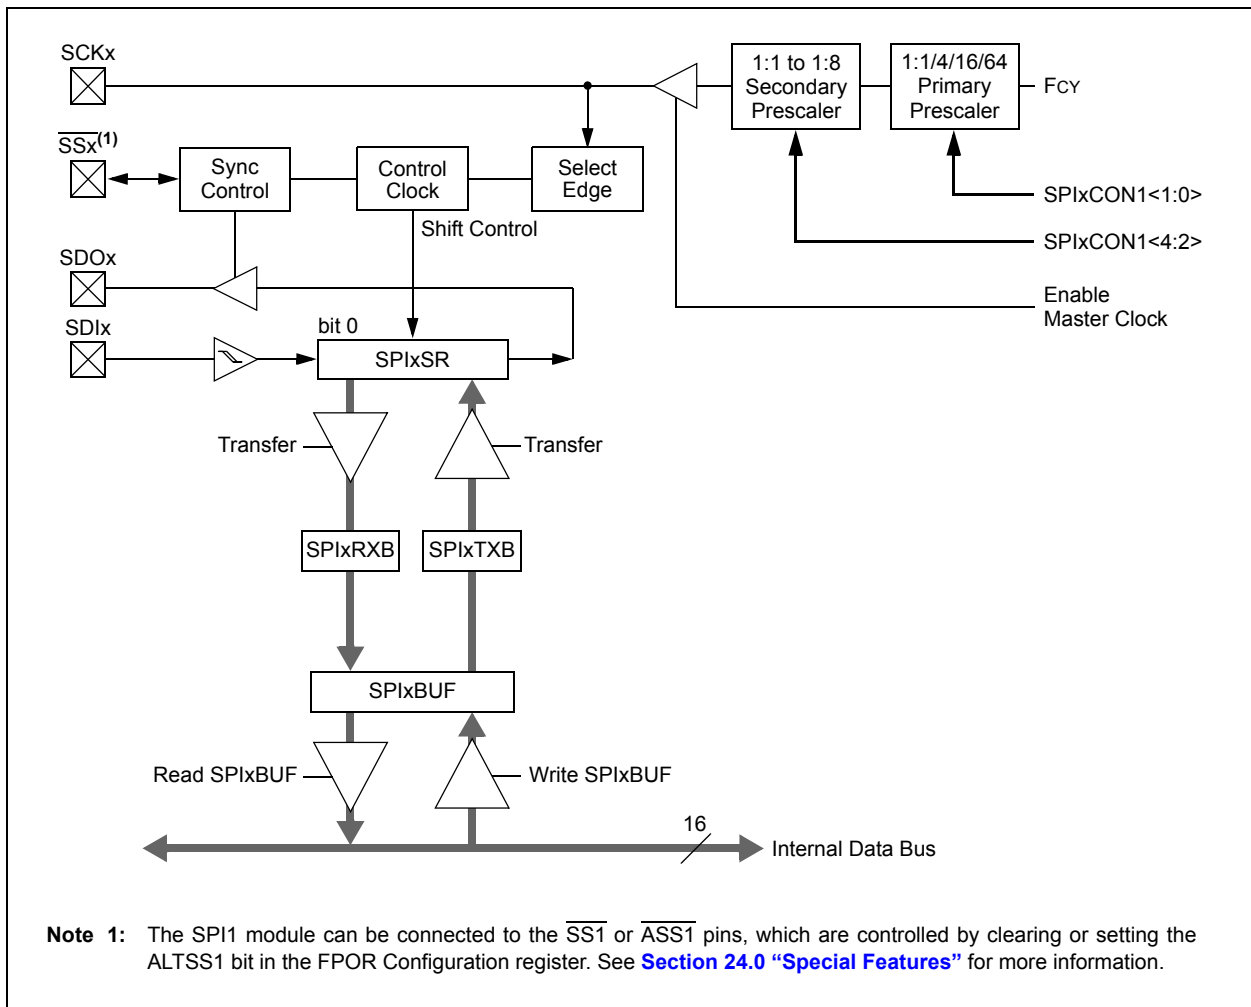 SCKx
1:1 to 1:8
Secondary
Prescaler
1:1/4/16/64
Primary
Prescaler
FCY
SSx(1)
Sync
Control
Control
Clock
Select
Edge
SPIxCON1<1:0>
Shift Control
SPIxCON1<4:2>
SDOx
Enable
Master Clock
SDIx
bit 0
SPIxSR
Transfer
Transfer
SPIxRXB
SPIxTXB
SPIxBUF
Read SPIxBUF
Write SPIxBUF
16
Internal Data Bus
Note 1: The SPI1 module can be connected to the SS1 or ASS1 pins, which are controlled by clearing or setting the
ALTSS1 bit in the FPOR Configuration register. See Section 24.0 “Special Features” for more information.